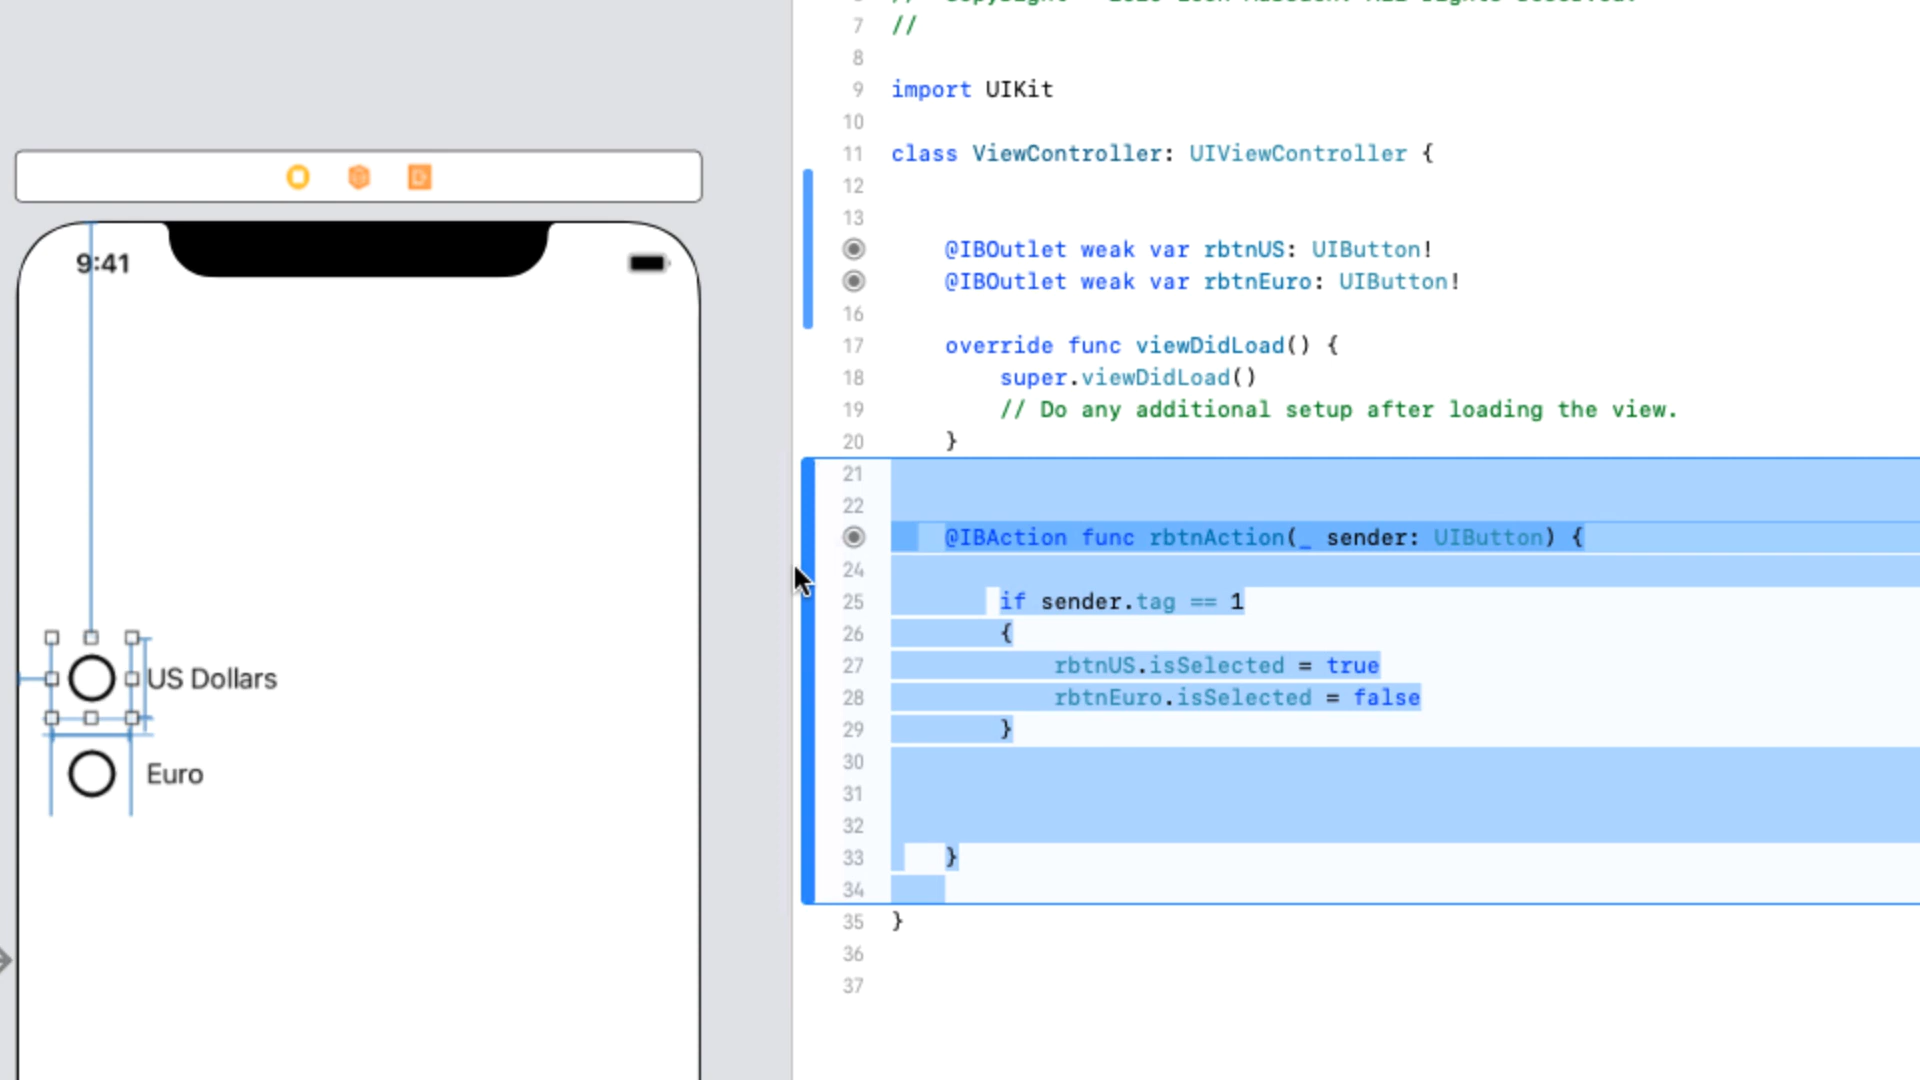 7 //
8
9 import UIKit
10
11 class ViewController: UIViewController {
12
13
@IBOutlet weak var rbtnUS: UIButton!
@IBOutlet weak var rbtnEuro: UIButton!
16
17 override func viewDidLoad() {
18 super.viewDidLoad()
19 // Do any additional setup after loading the view.
20 }
21
22
@IBAction func rbtnAction(_ sender: UIButton) {
24
25 if sender.tag == 1
26 {
27 rbtnUS.isSelected = true
28 rbtnEuro.isSelected = false
29 }
30
31
32
33 }
34
35 }
36
37
9:41
US Dollars
Euro